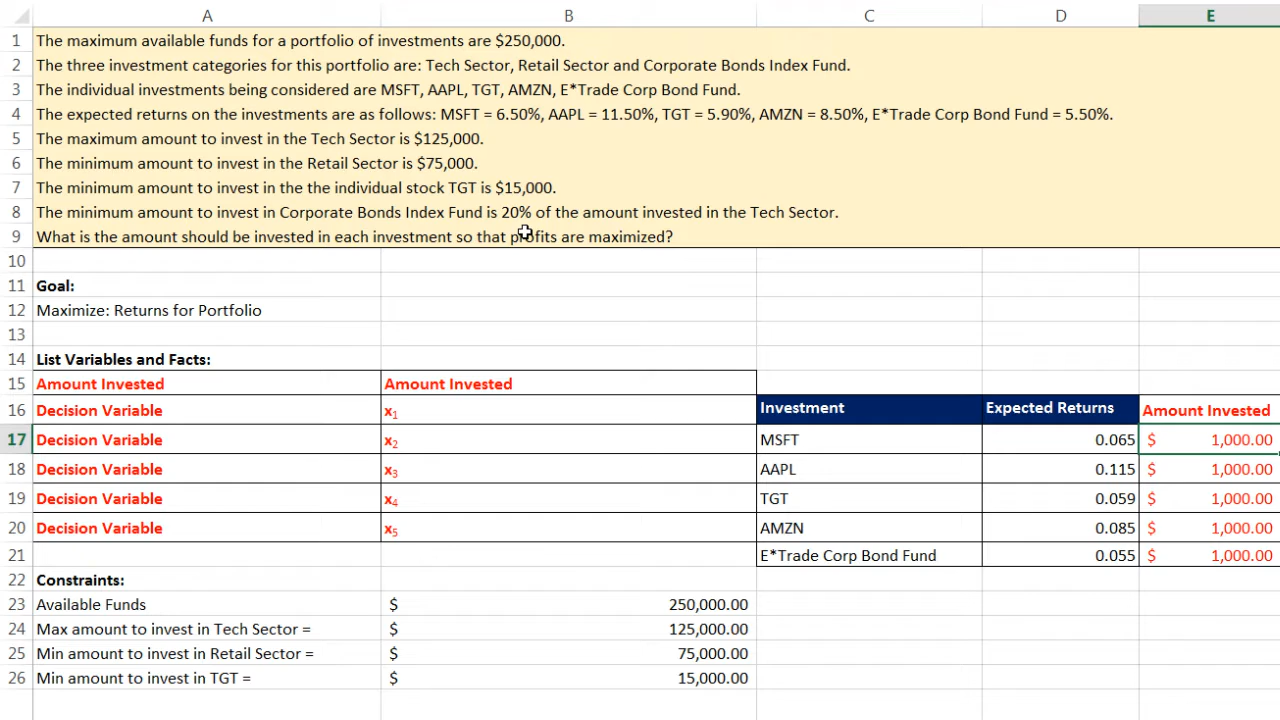 A B C D E
1 The maximum available funds for a portfolio of investments are $250,000.
2 The three investment categories for this portfolio are: Tech Sector, Retail Sector and Corporate Bonds Index Fund.
3 The individual investments being considered are MSFT, AAPL, TGT, AMZN, E*Trade Corp Bond Fund.
4 The expected returns on the investments are as follows: MSFT = 6.50%, AAPL = 11.50%, TGT = 5.90%, AMZN = 8.50%, E*Trade Corp Bond Fund = 5.50%.
5 The maximum amount to invest in the Tech Sector is $125,000.
6 The minimum amount to invest in the Retail Sector is $75,000.
7 The minimum amount to invest in the the individual stock TGT is $15,000.
8 The minimum amount to invest in Corporate Bonds Index Fund is 20% of the amount invested in the Tech Sector.
9 What is the amount should be invested in each investment so that profits are maximized?
10
11 Goal:
12 Maximize: Returns for Portfolio
13
14 List Variables and Facts:
15 Amount Invested Amount Invested
16 Decision Variable x₁ Investment Expected Returns Amount Invested
17 Decision Variable x₂ MSFT 0.065 $ 1,000.00
18 Decision Variable x₃ AAPL 0.115 $ 1,000.00
19 Decision Variable x₄ TGT 0.059 $ 1,000.00
20 Decision Variable x₅ AMZN 0.085 $ 1,000.00
21 E*Trade Corp Bond Fund 0.055 $ 1,000.00
22 Constraints:
23 Available Funds $ 250,000.00
24 Max amount to invest in Tech Sector = $ 125,000.00
25 Min amount to invest in Retail Sector = $ 75,000.00
26 Min amount to invest in TGT = $ 15,000.00